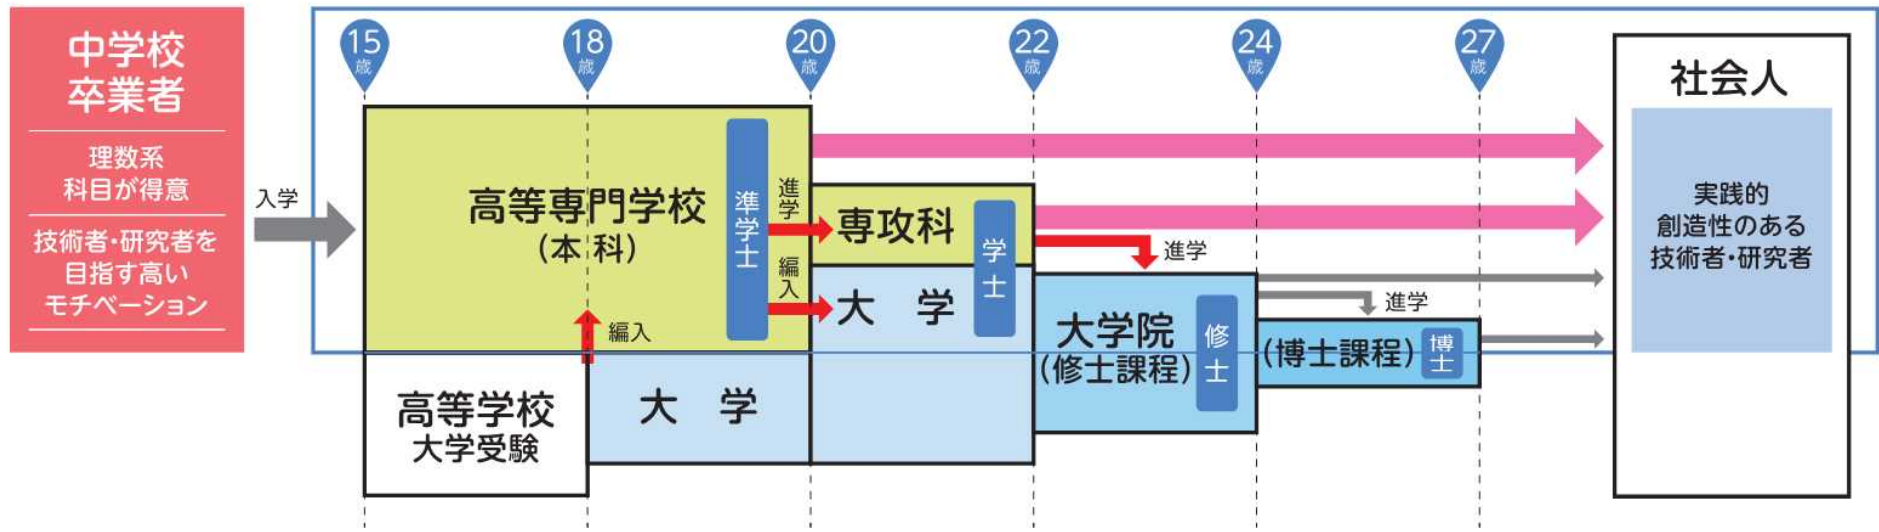 中学校
卒業者
理数系
科目が得意
技術者・研究者を
目指す高い
モチベーション
入学
15
歳
18
歳
20
歳
22
歳
24
歳
27
歳
高等専門学校
(本科)
準学士
進学
編入
編入
専攻科
大　学
学士
進学
高等学校
大学受験
大　学
大学院
(修士課程)
修士
進学
(博士課程)
博士
社会人
実践的
創造性のある
技術者・研究者